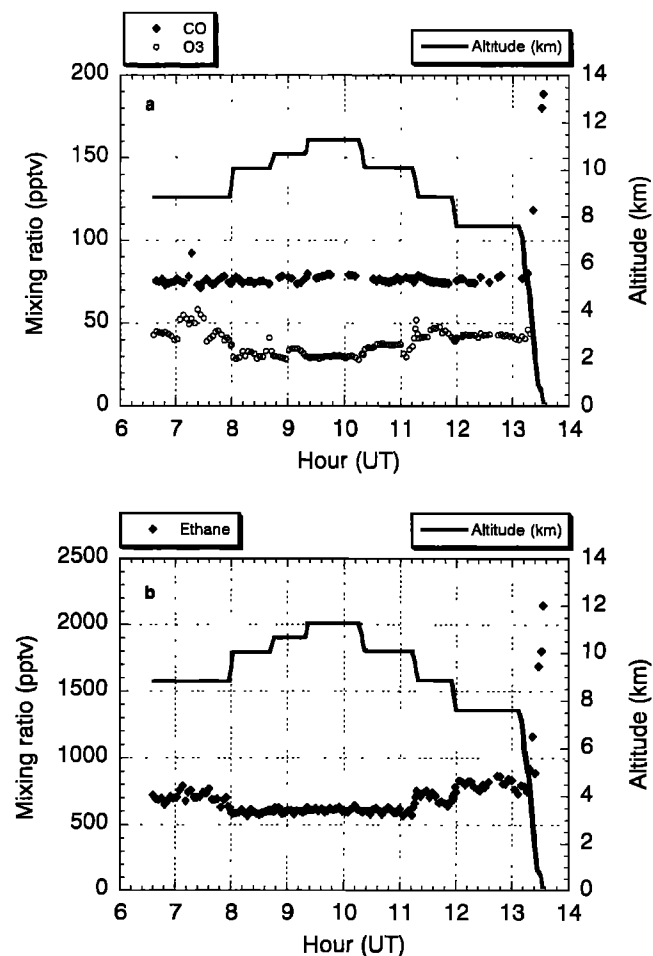 CO
O3
Altitude (km)
a
200
150
100
50
0
14
12
10
8
6
4
2
0
Mixing ratio (pptv)
Altitude (km)
6 7 8 9 10 11 12 13 14
Hour (UT)
Ethane
Altitude (km)
b
2500
2000
1500
1000
500
0
14
12
10
8
6
4
2
0
Mixing ratio (pptv)
Altitude (km)
6 7 8 9 10 11 12 13 14
Hour (UT)